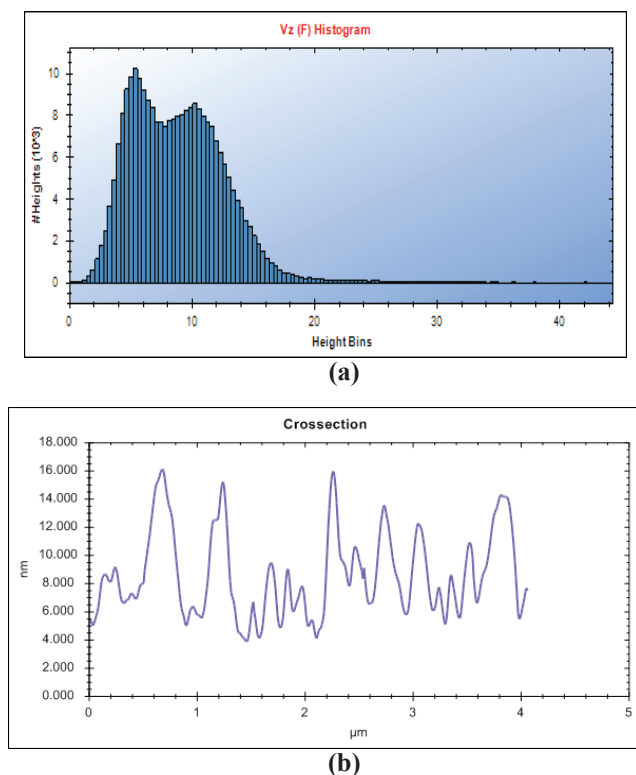 Vz (F) Histogram
#Heights (10^3)
10
8
6
4
2
0
0 10 20 30 40
Height Bins
(a)
Crossection
18.000
16.000
14.000
12.000
10.000
8.000
6.000
4.000
2.000
0.000
nm
0 1 2 3 4 5
µm
(b)